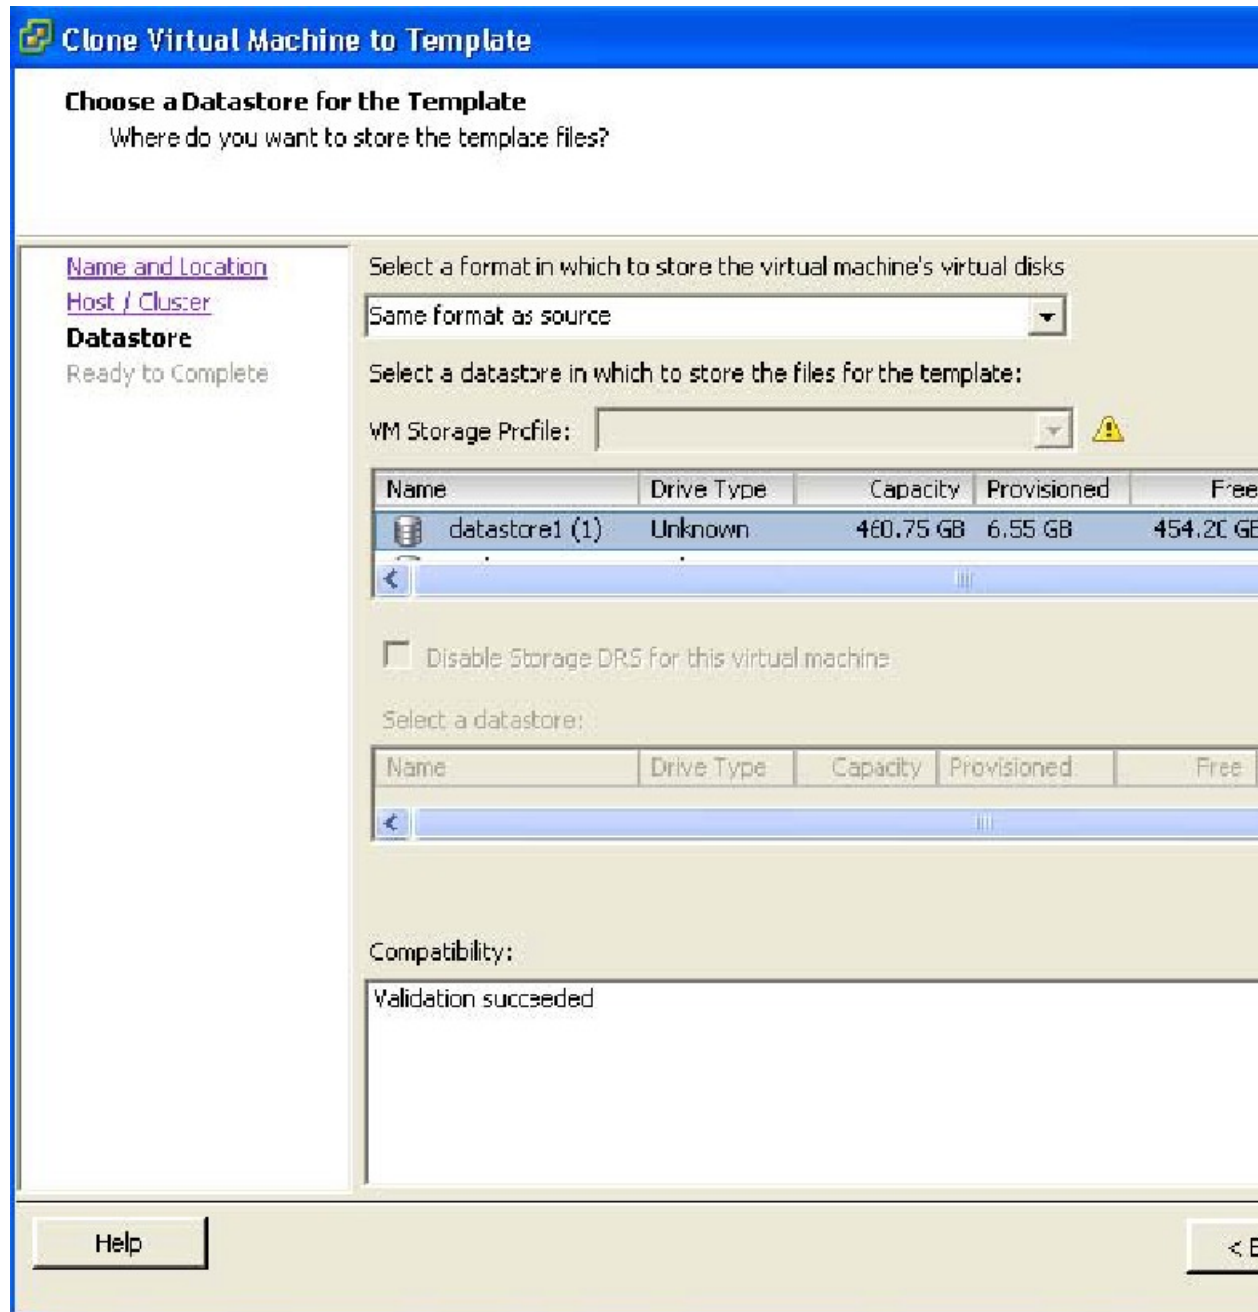 Clone Virtual Machine to Template
Choose a Datastore for the Template
Where do you want to store the template files?
Name and Location
Host / Cluster
Datastore
Ready to Complete
Select a format in which to store the virtual machine's virtual disks
Same format as source
Select a datastore in which to store the files for the template:
VM Storage Profile:
Name Drive Type Capacity Provisioned Free
datastore1 (1) Unknown 460.75 GB 6.55 GB 454.20 GB
Disable Storage DRS for this virtual machine
Select a datastore:
Name Drive Type Capacity Provisioned Free
Compatibility:
Validation succeeded
Help
<